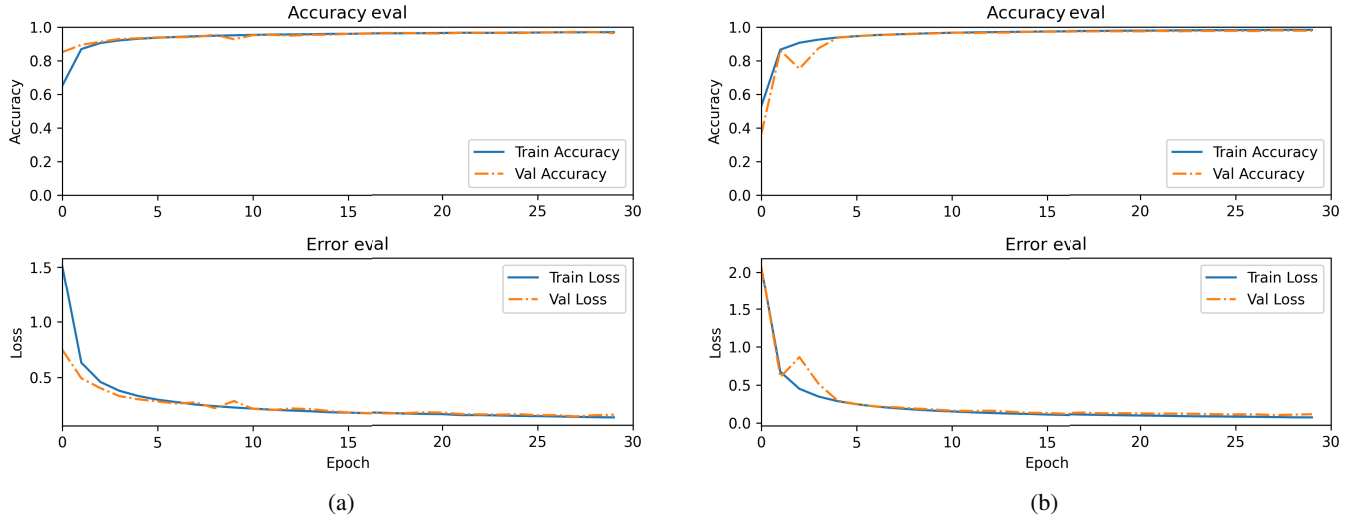 Accuracy eval
1.0
0.8
0.6
0.4
0.2
0.0
Accuracy
Train Accuracy
Val Accuracy
0 5 10 15 20 25 30
Error eval
1.5
1.0
0.5
Loss
Train Loss
Val Loss
0 5 10 15 20 25 30
Epoch
(a)
Accuracy eval
1.0
0.8
0.6
0.4
0.2
0.0
Accuracy
Train Accuracy
Val Accuracy
0 5 10 15 20 25 30
Error eval
2.0
1.5
1.0
0.5
0.0
Loss
Train Loss
Val Loss
0 5 10 15 20 25 30
Epoch
(b)